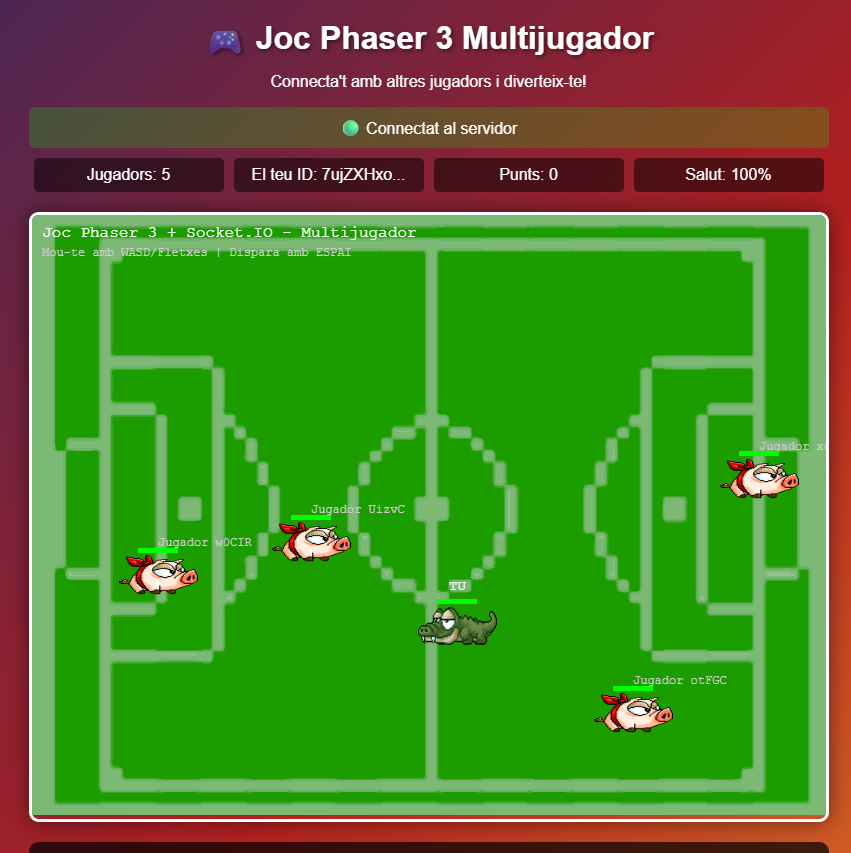 Joc Phaser 3 Multijugador
Connecta't amb altres jugadors i diverteix-te!
Connectat al servidor
Jugadors: 5
El teu ID: 7ujZXHxo...
Punts: 0
Salut: 100%
Joc Phaser 3 + Socket.IO - Multijugador
Mou-te amb WASD/Fletxes | Dispara amb ESPAI
Jugador
Jugador UizvC
Jugador w0CIR
TU
Jugador otFGC